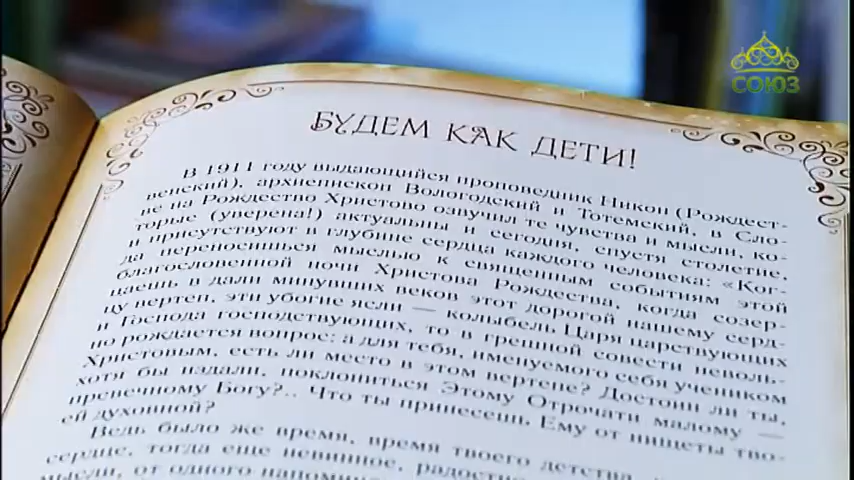 СОЮЗ
БУДЕМ КАК ДЕТИ!
В 1911 году выдающийся проповедник Никон (Рождест-
венский), архиепископ Вологодский и Тотемский, в Сло-
ве на Рождество Христово озвучил те чувства и мысли, ко-
торые (уверена!) актуальны и сегодня, спустя столетие,
и присутствуют в глубине сердца каждого человека: «Ког-
да переносишься мыслью к священным событиям этой
благословенной ночи Христова Рождества, когда созер-
цаешь в дали минувших веков этот дорогой нашему серд-
цу вертеп, эти убогие ясли — колыбель Царя царствующих
и Господа господствующих, то в грешной совести неволь-
но рождается вопрос: а для тебя, именуемого себя учеником
Христовым, есть ли место в этом вертепе? Достоин ли ты,
хотя бы издали, поклониться Этому Отрочати малому —
превечному Богу?.. Что ты принесешь Ему от нищеты тво-
ей духовной?
Ведь было же время, время твоего детства,
сердце, тогда еще невинное, радост
мысли, от одного напоминани